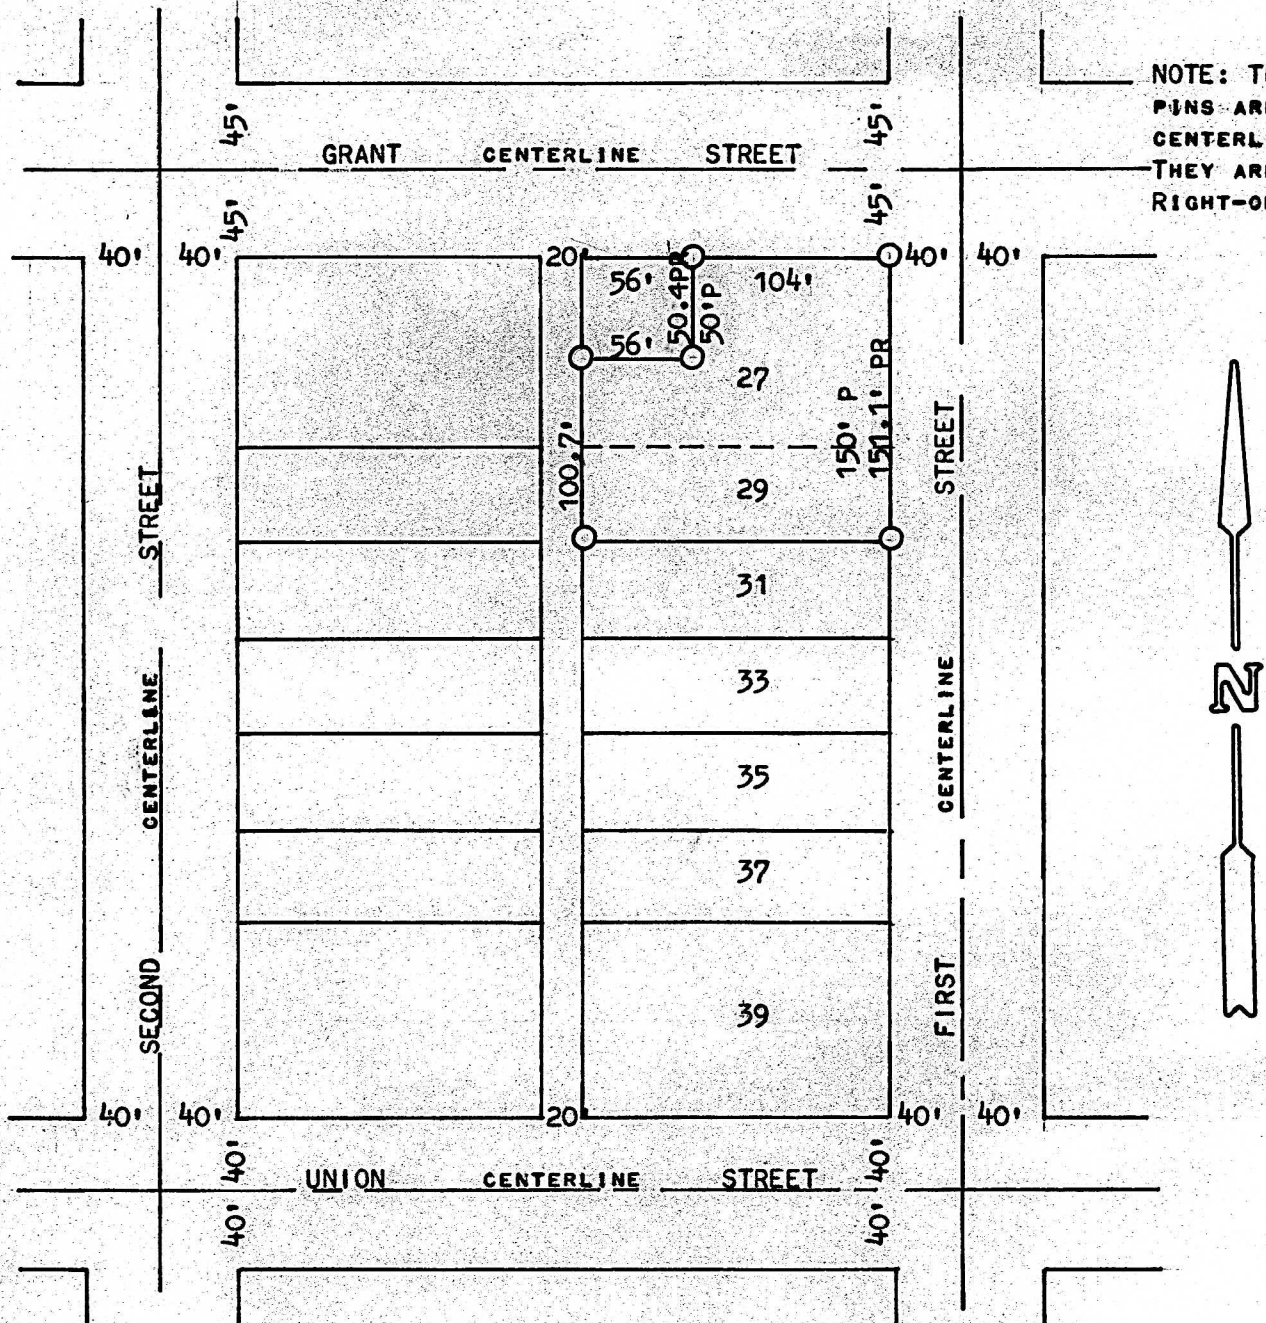 NOTE: T
PINS AR
CENTERL
THEY AR
RIGHT-O
45' 45'
GRANT CENTERLINE STREET
45' 45'
40' 40' 20' 40' 40'
56' 50.4PR 50'P 104'
56'
27
150' P
151.1' PR
100.7'
29
31
33
35
37
39
SECOND CENTERLINE STREET
FIRST CENTERLINE STREET
N
40' 40' 20' 40' 40'
40' 40'
UNION CENTERLINE STREET
40' 40'